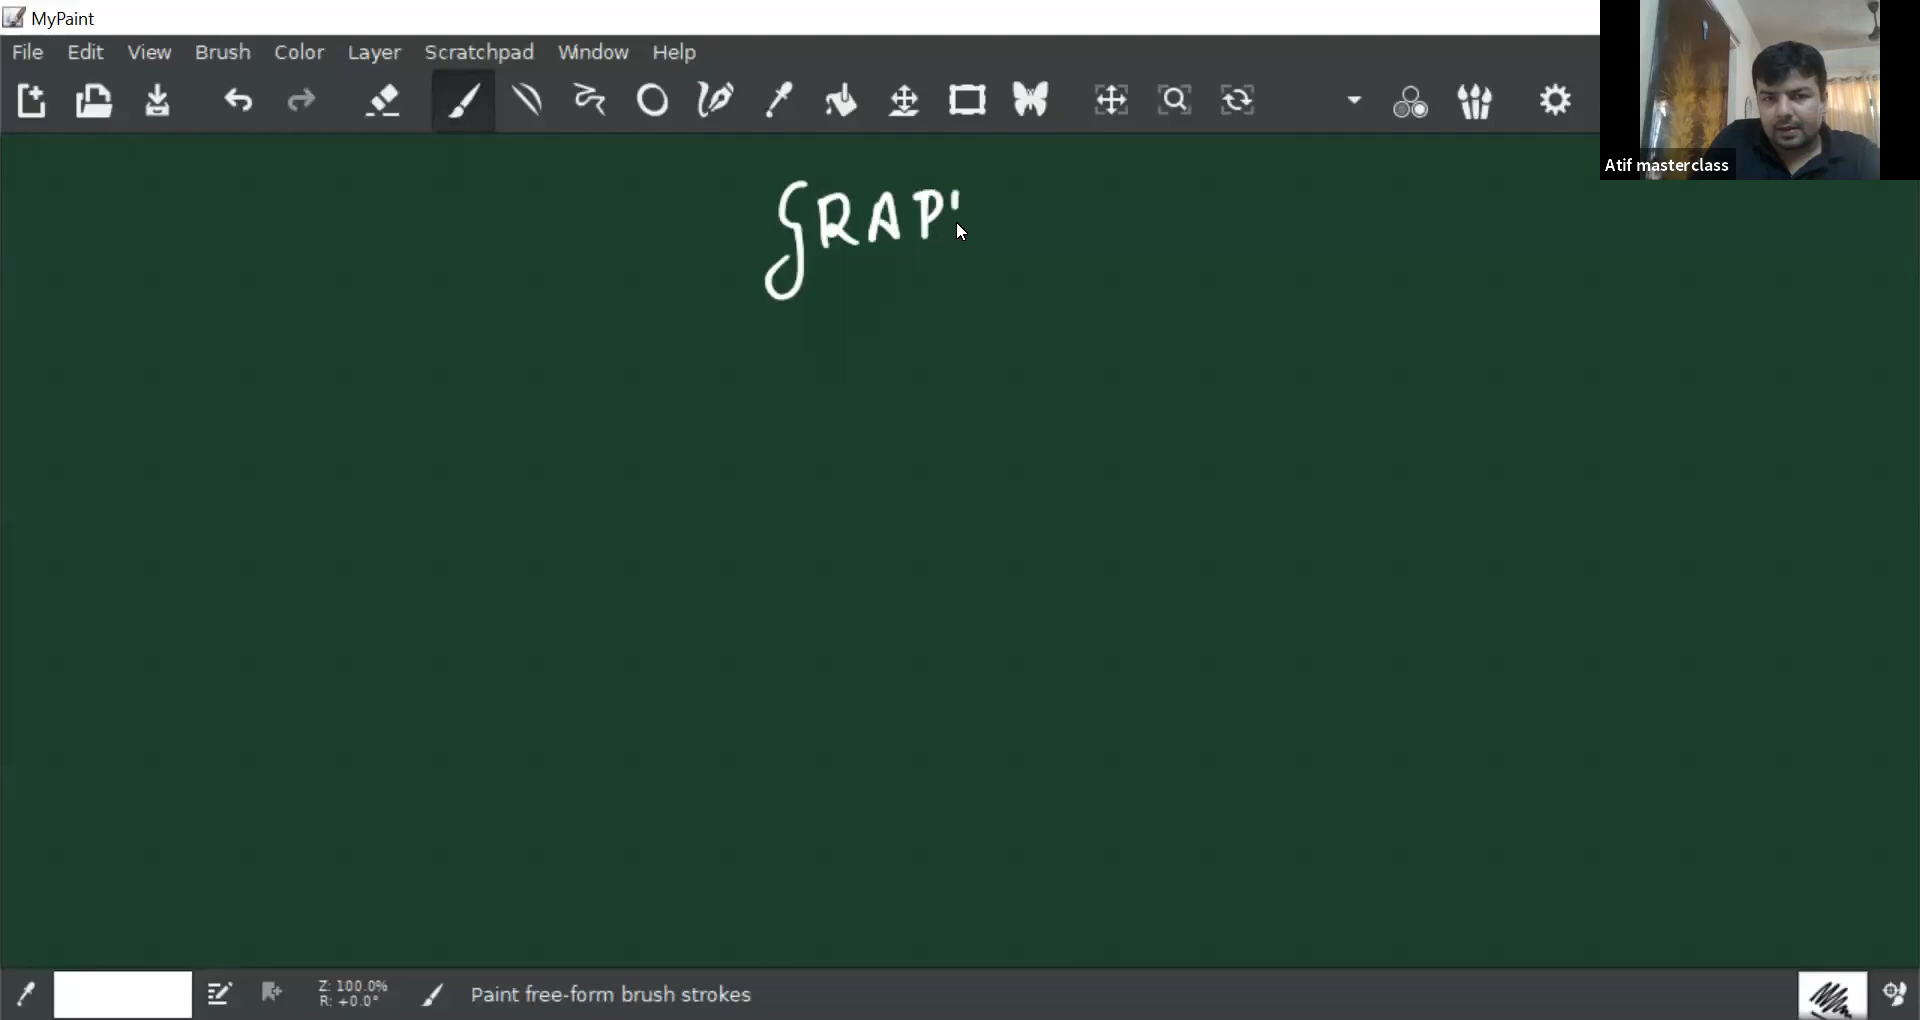 MyPaint
File Edit View Brush Color Layer Scratchpad Window Help
Atif masterclass
GRAP'
Z: 100.0%
R: +0.0°
Paint free-form brush strokes